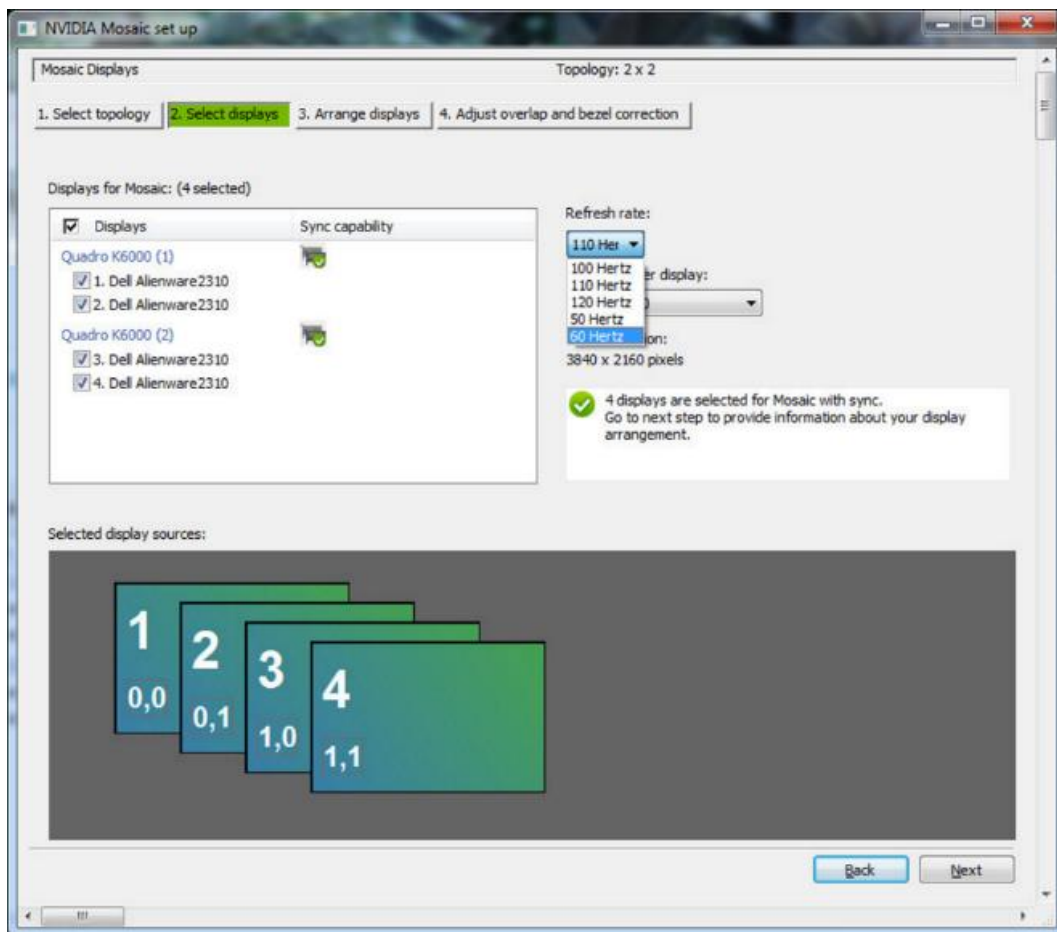 NVIDIA Mosaic set up
Mosaic Displays Topology: 2 x 2
1. Select topology 2. Select displays 3. Arrange displays 4. Adjust overlap and bezel correction
Displays for Mosaic: (4 selected)
Displays Sync capability
Quadro K6000 (1)
1. Dell Alienware2310
2. Dell Alienware2310
Quadro K6000 (2)
3. Dell Alienware2310
4. Dell Alienware2310
Refresh rate:
110 Her
100 Hertz
110 Hertz
120 Hertz
50 Hertz
60 Hertz
er display:
ion:
3840 x 2160 pixels
4 displays are selected for Mosaic with sync.
Go to next step to provide information about your display
arrangement.
Selected display sources:
1
0,0
2
0,1
3
1,0
4
1,1
Back Next